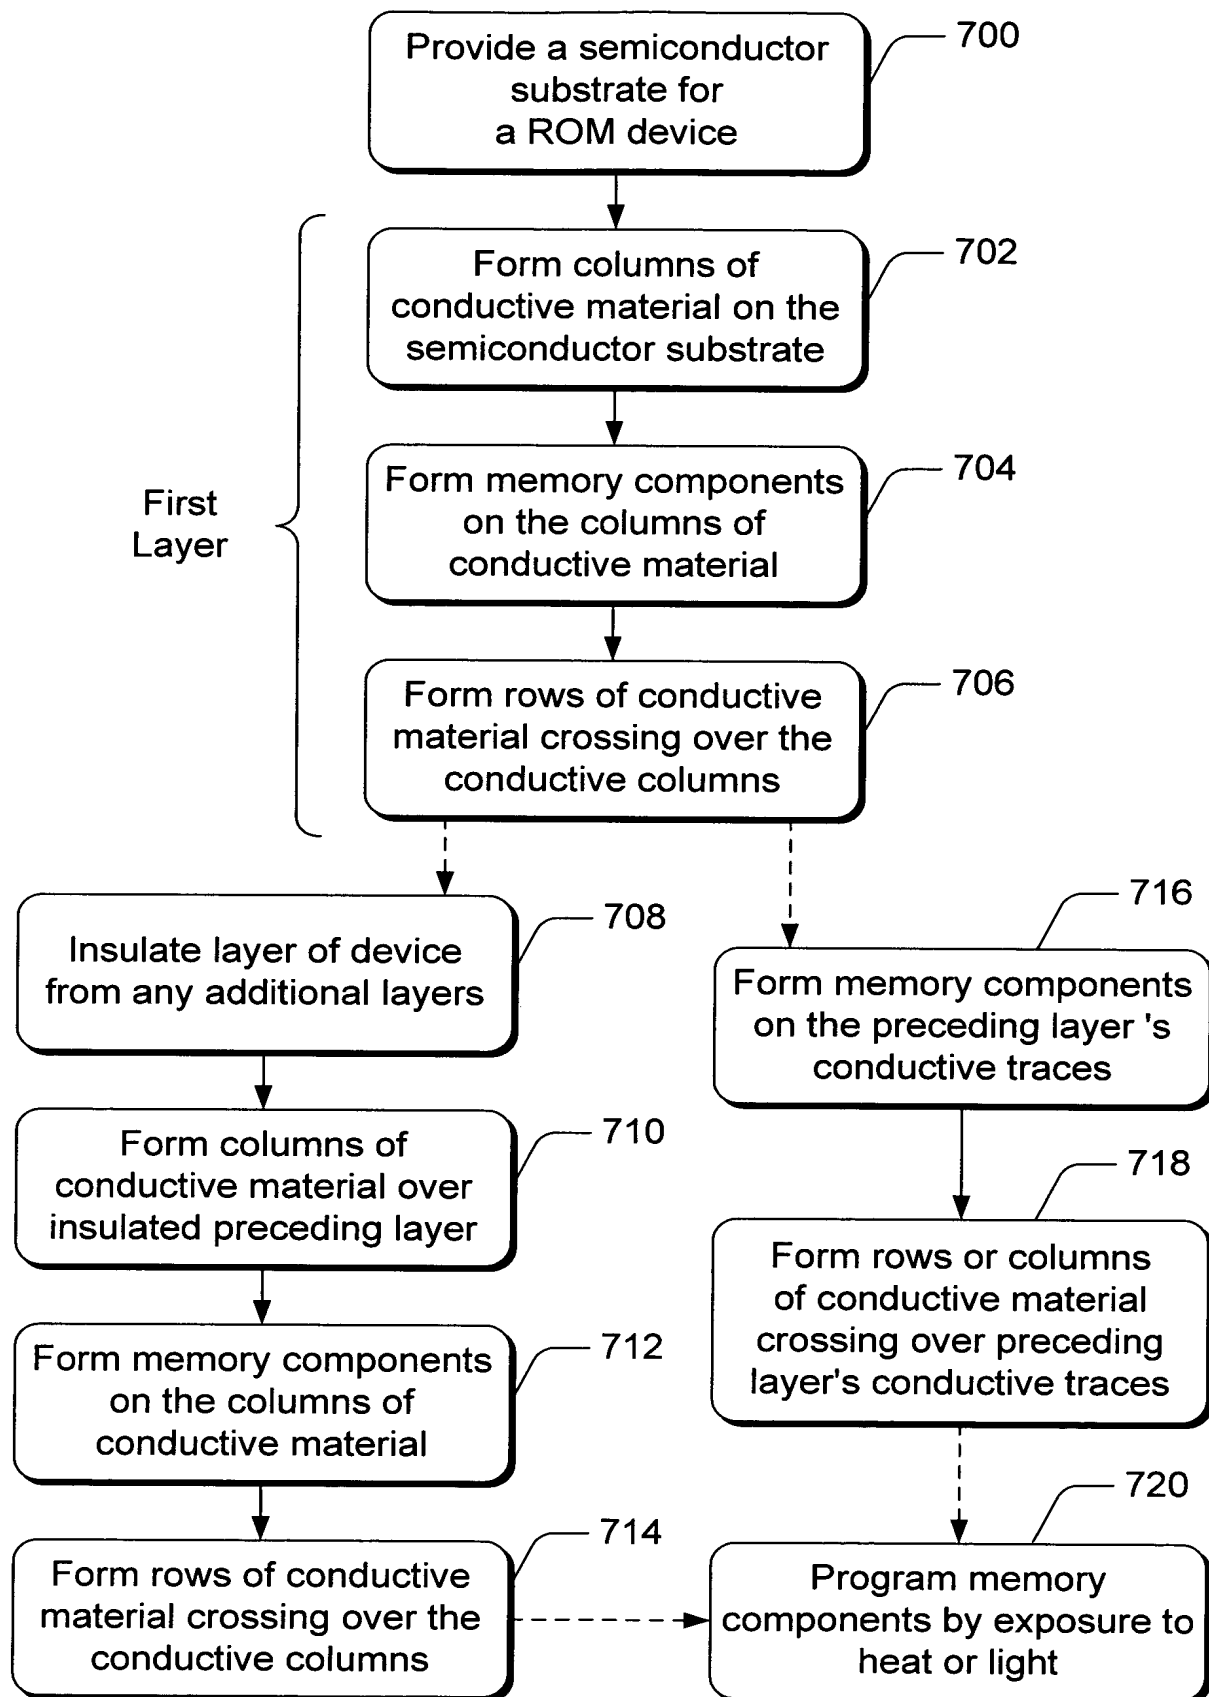 Provide a semiconductor
substrate for
a ROM device
700
Form columns of
conductive material on the
semiconductor substrate
702
First
Layer
Form memory components
on the columns of
conductive material
704
Form rows of conductive
material crossing over the
conductive columns
706
Insulate layer of device
from any additional layers
708
Form columns of
conductive material over
insulated preceding layer
710
Form memory components
on the columns of
conductive material
712
Form rows of conductive
material crossing over the
conductive columns
714
Form memory components
on the preceding layer 's
conductive traces
716
Form rows or columns
of conductive material
crossing over preceding
layer's conductive traces
718
Program memory
components by exposure to
heat or light
720